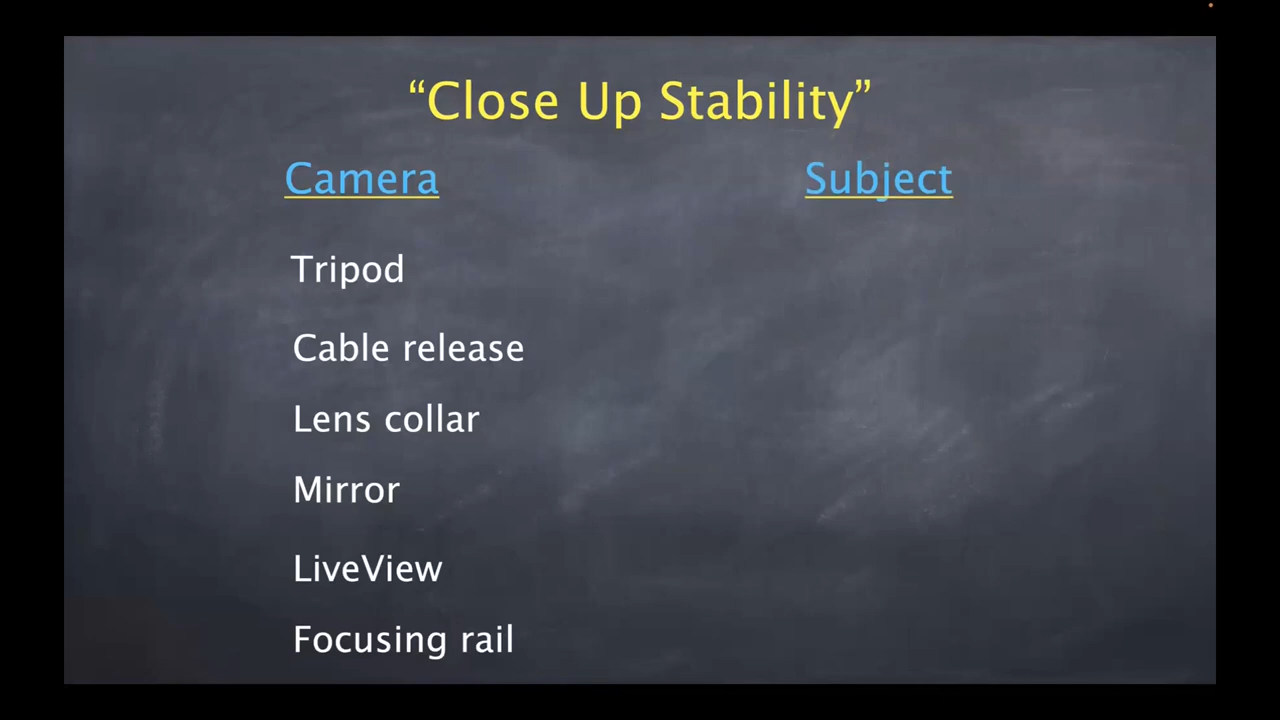 “Close Up Stability”
Camera
Subject
Tripod
Cable release
Lens collar
Mirror
LiveView
Focusing rail